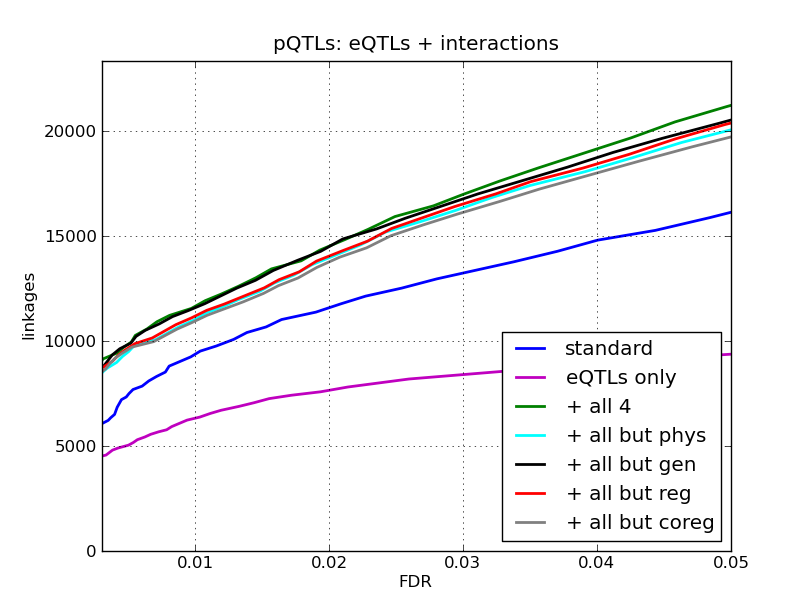 pQTLs: eQTLs + interactions
20000
15000
10000
5000
0
linkages
0.01 0.02 0.03 0.04 0.05
FDR
standard
eQTLs only
+ all 4
+ all but phys
+ all but gen
+ all but reg
+ all but coreg